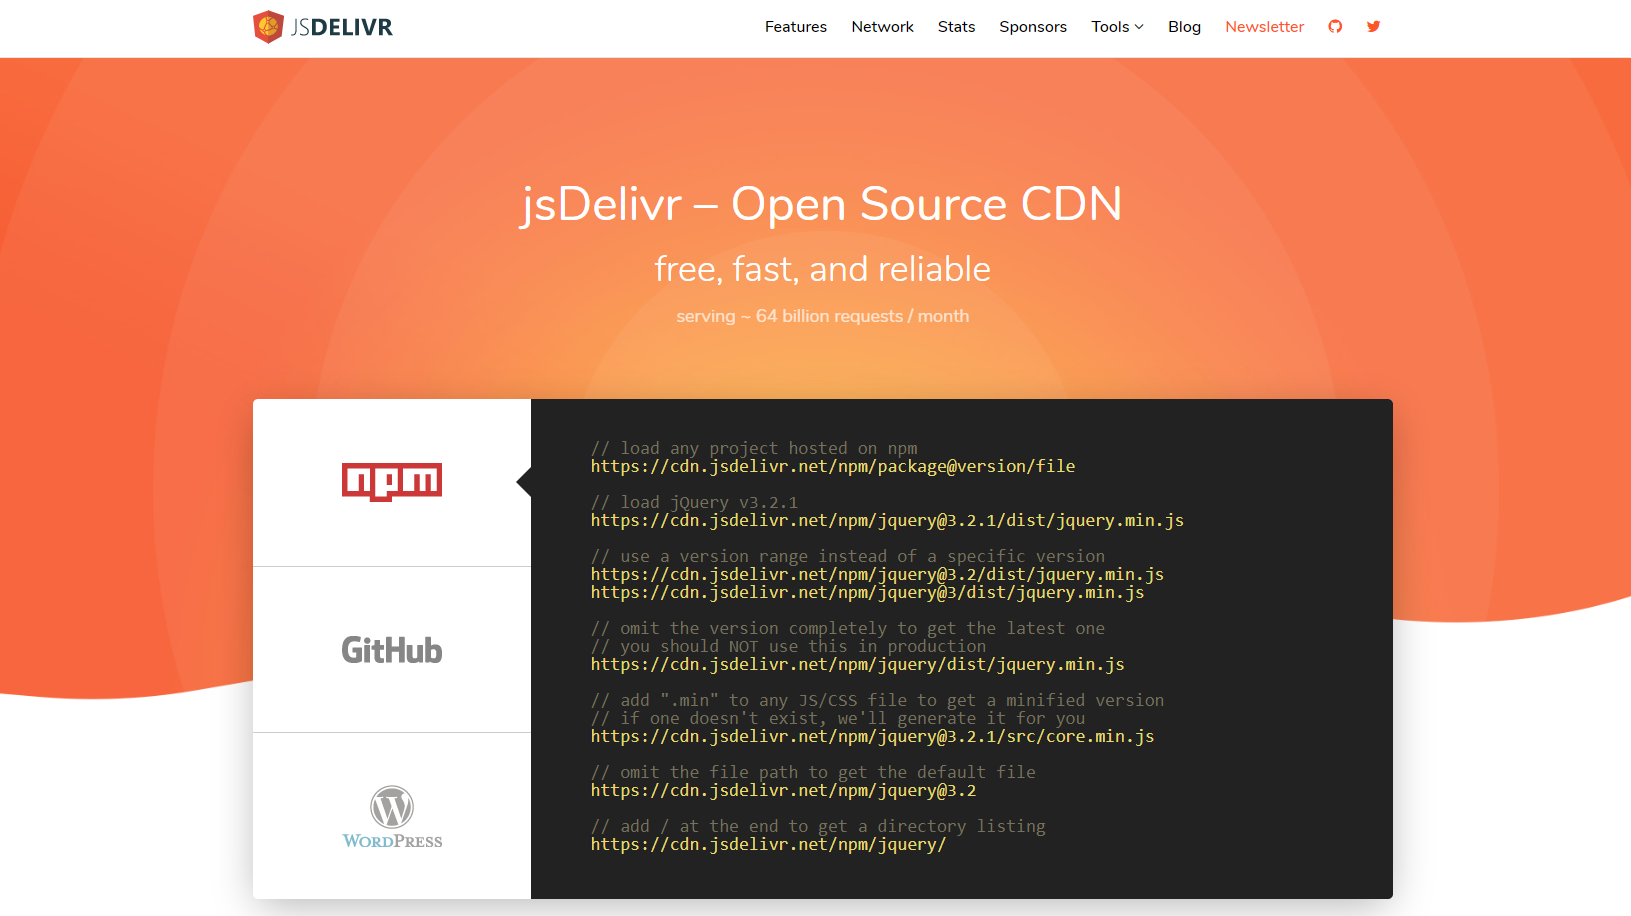 JSDELIVR
Features Network Stats Sponsors Tools Blog Newsletter
jsDelivr – Open Source CDN
free, fast, and reliable
serving ~ 64 billion requests / month
npm
// load any project hosted on npm
https://cdn.jsdelivr.net/npm/package@version/file
// load jQuery v3.2.1
https://cdn.jsdelivr.net/npm/jquery@3.2.1/dist/jquery.min.js
// use a version range instead of a specific version
https://cdn.jsdelivr.net/npm/jquery@3.2/dist/jquery.min.js
https://cdn.jsdelivr.net/npm/jquery@3/dist/jquery.min.js
// omit the version completely to get the latest one
// you should NOT use this in production
https://cdn.jsdelivr.net/npm/jquery/dist/jquery.min.js
// add ".min" to any JS/CSS file to get a minified version
// if one doesn't exist, we'll generate it for you
https://cdn.jsdelivr.net/npm/jquery@3.2.1/src/core.min.js
// omit the file path to get the default file
https://cdn.jsdelivr.net/npm/jquery@3.2
// add / at the end to get a directory listing
https://cdn.jsdelivr.net/npm/jquery/
GitHub
W
WORDPRESS